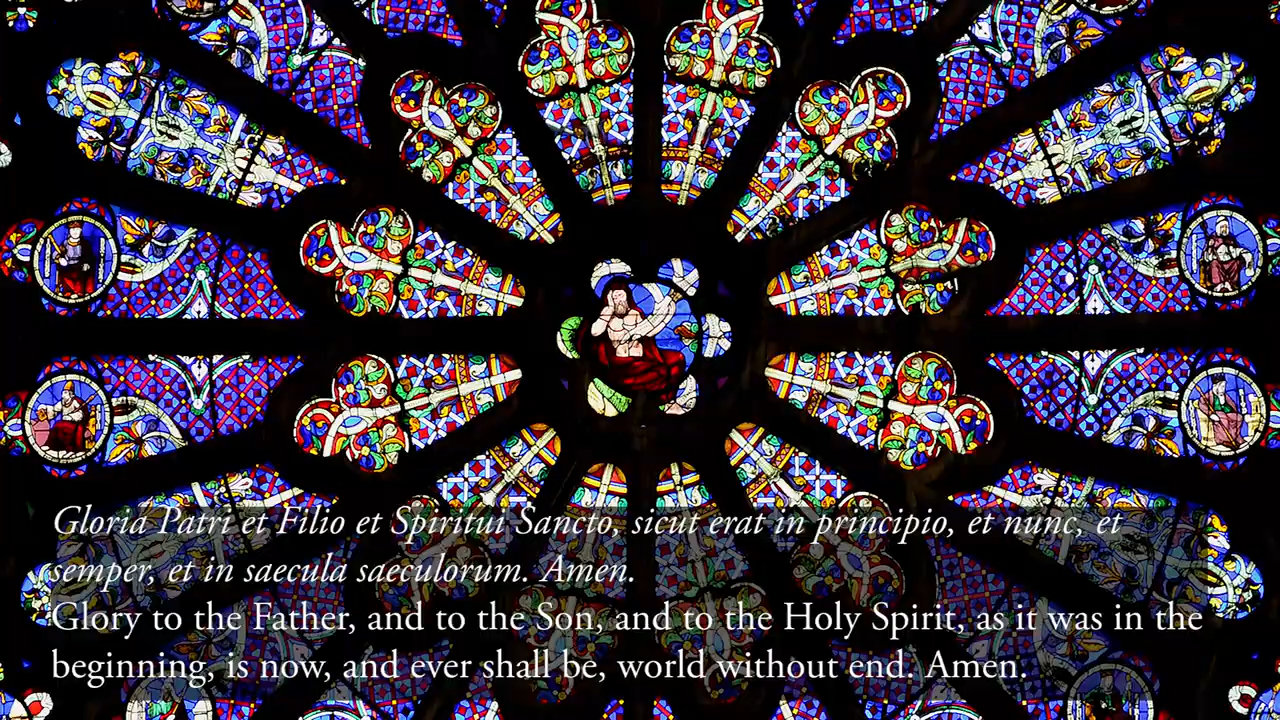 Gloria Patri et Filio et Spiritui Sancto, sicut erat in principio, et nunc, et
semper, et in saecula saeculorum. Amen.
Glory to the Father, and to the Son, and to the Holy Spirit, as it was in the
beginning, is now, and ever shall be, world without end. Amen.